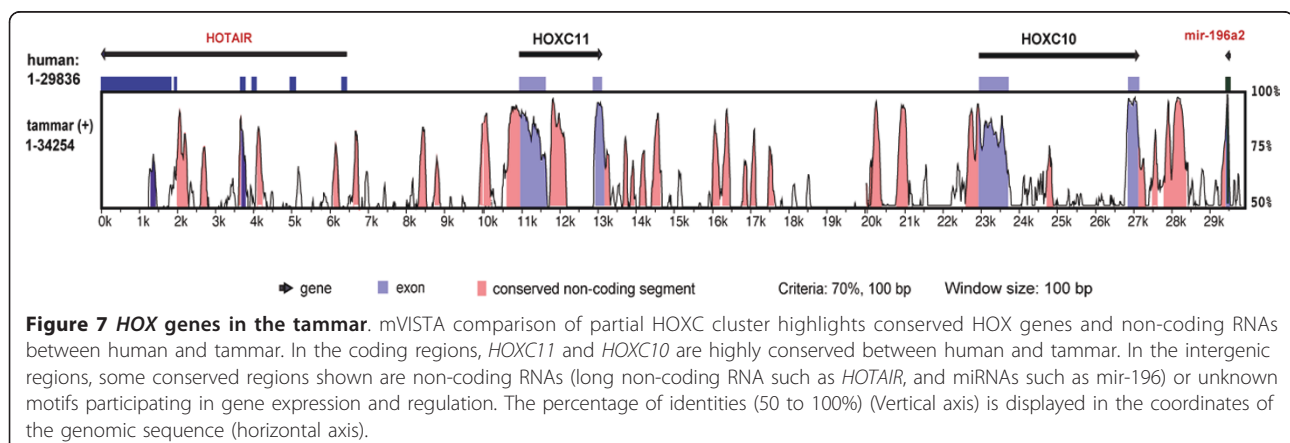 HOTAIR HOXC11 HOXC10 mir-196a2
human:
1-29836
100%
tammar (+)
1-34254
75%
50%
0k 1k 2k 3k 4k 5k 6k 7k 8k 9k 10k 11k 12k 13k 14k 15k 16k 17k 18k 19k 20k 21k 22k 23k 24k 25k 26k 27k 28k 29k
gene exon conserved non-coding segment Criteria: 70%, 100 bp Window size: 100 bp
Figure 7 HOX genes in the tammar. mVISTA comparison of partial HOXC cluster highlights conserved HOX genes and non-coding RNAs
between human and tammar. In the coding regions, HOXC11 and HOXC10 are highly conserved between human and tammar. In the intergenic
regions, some conserved regions shown are non-coding RNAs (long non-coding RNA such as HOTAIR, and miRNAs such as mir-196) or unknown
motifs participating in gene expression and regulation. The percentage of identities (50 to 100%) (Vertical axis) is displayed in the coordinates of
the genomic sequence (horizontal axis).